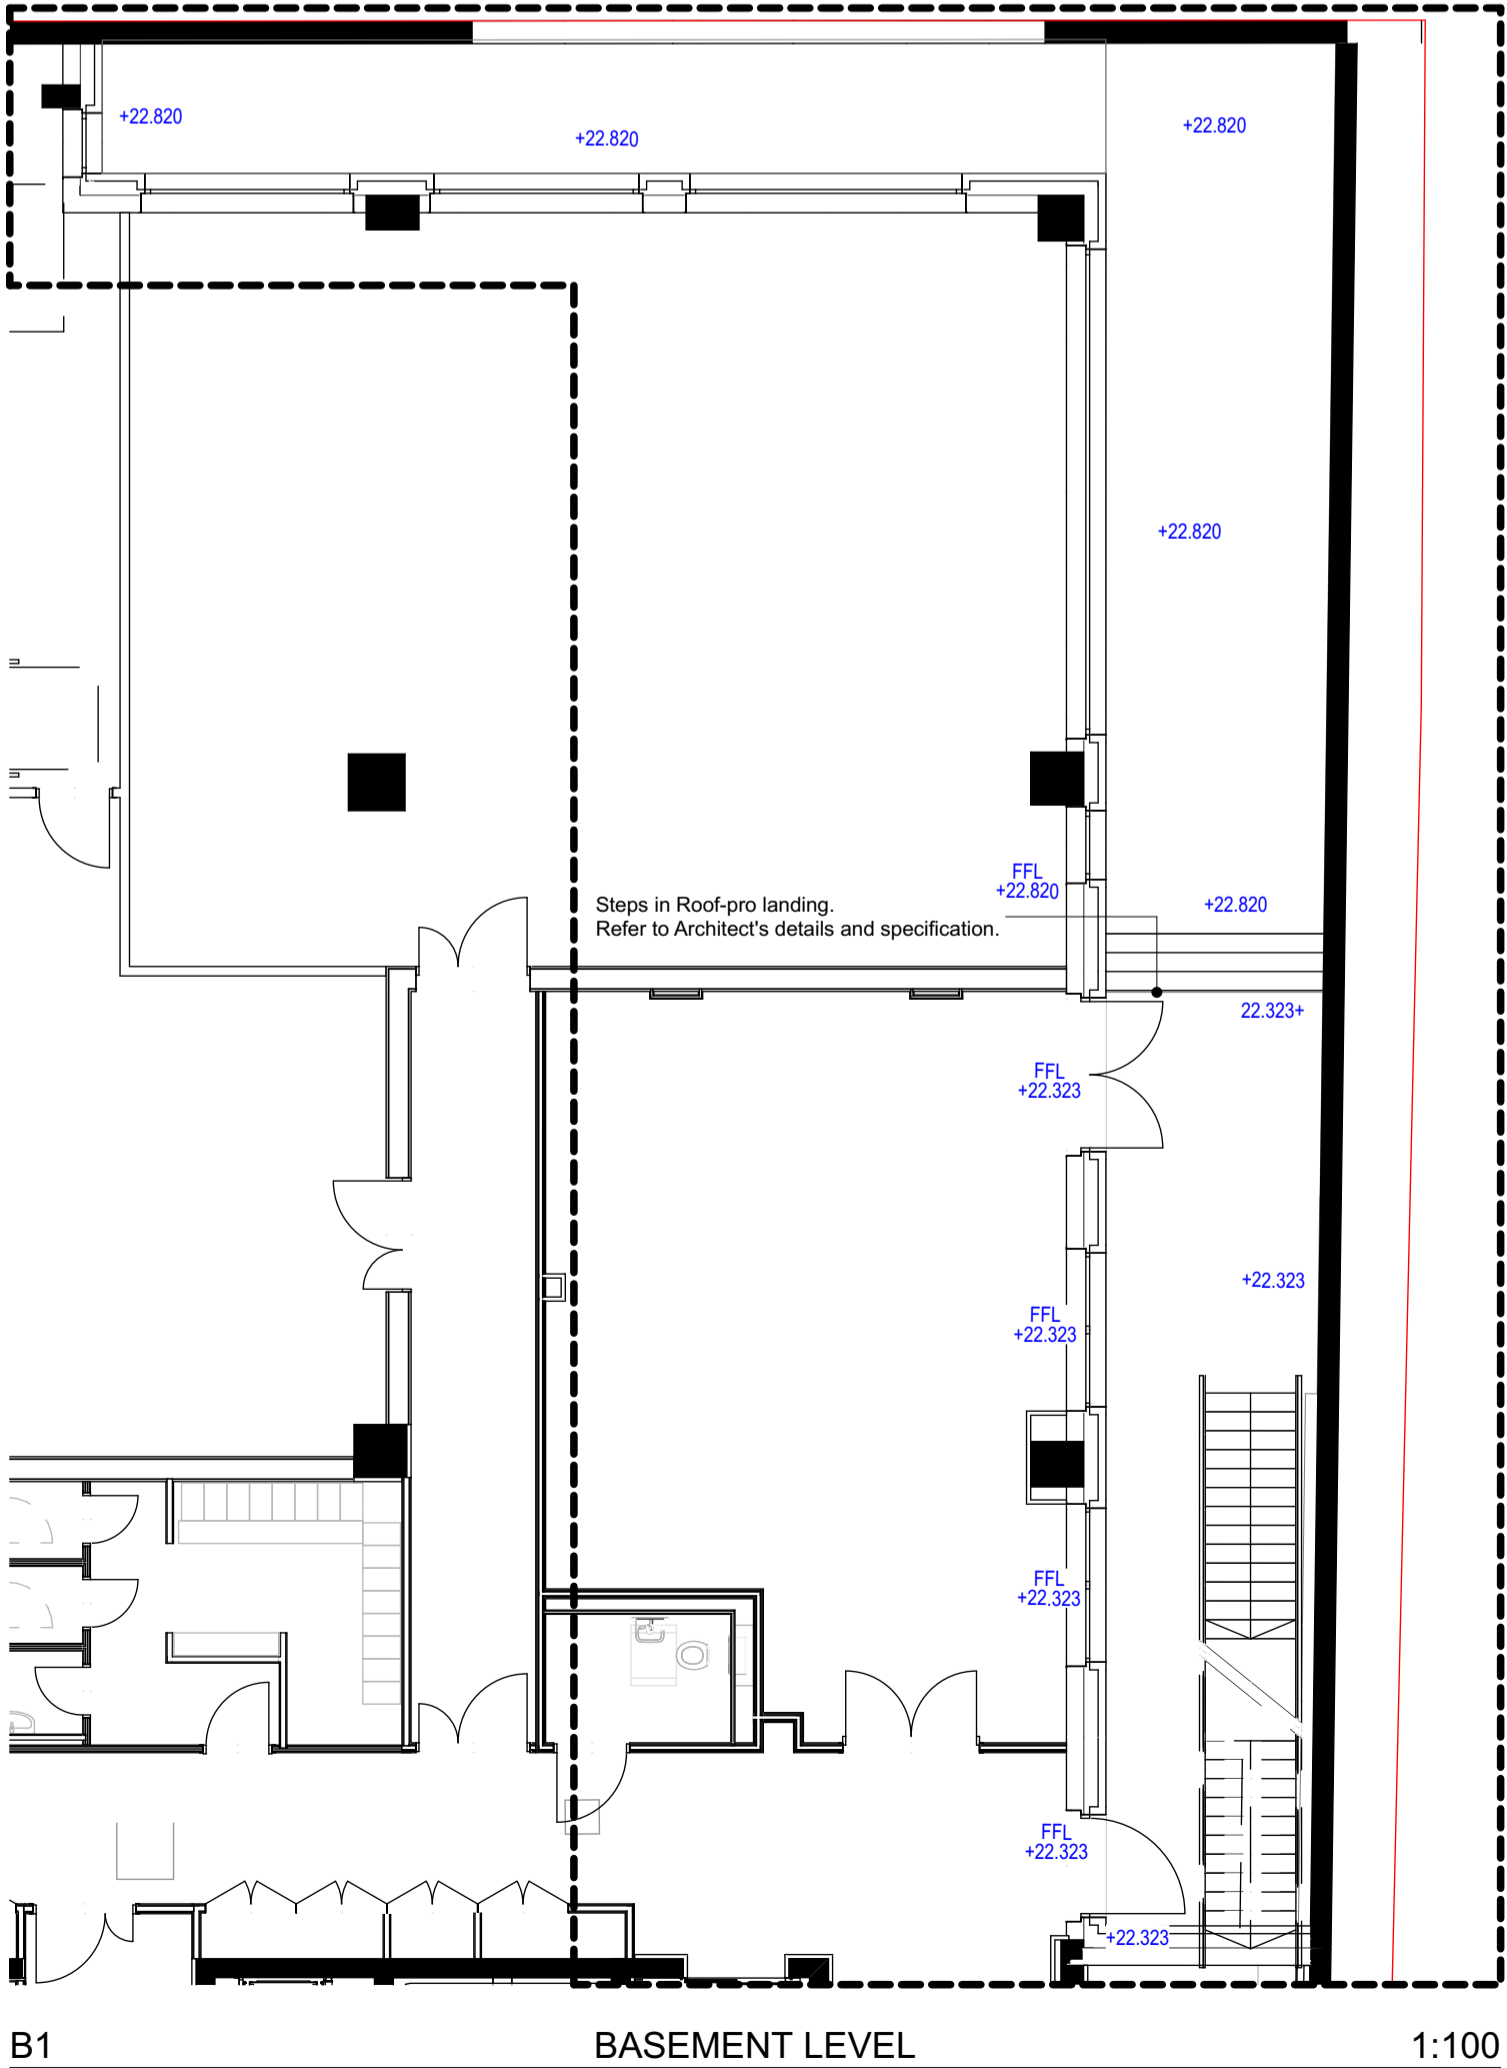 +22.820
+22.820
+22.820
+22.820
FFL
+22.820
+22.820
Steps in Roof-pro landing.
Refer to Architect's details and specification.
22.323+
FFL
+22.323
+22.323
FFL
+22.323
FFL
+22.323
FFL
+22.323
+22.323
B1
BASEMENT LEVEL
1:100